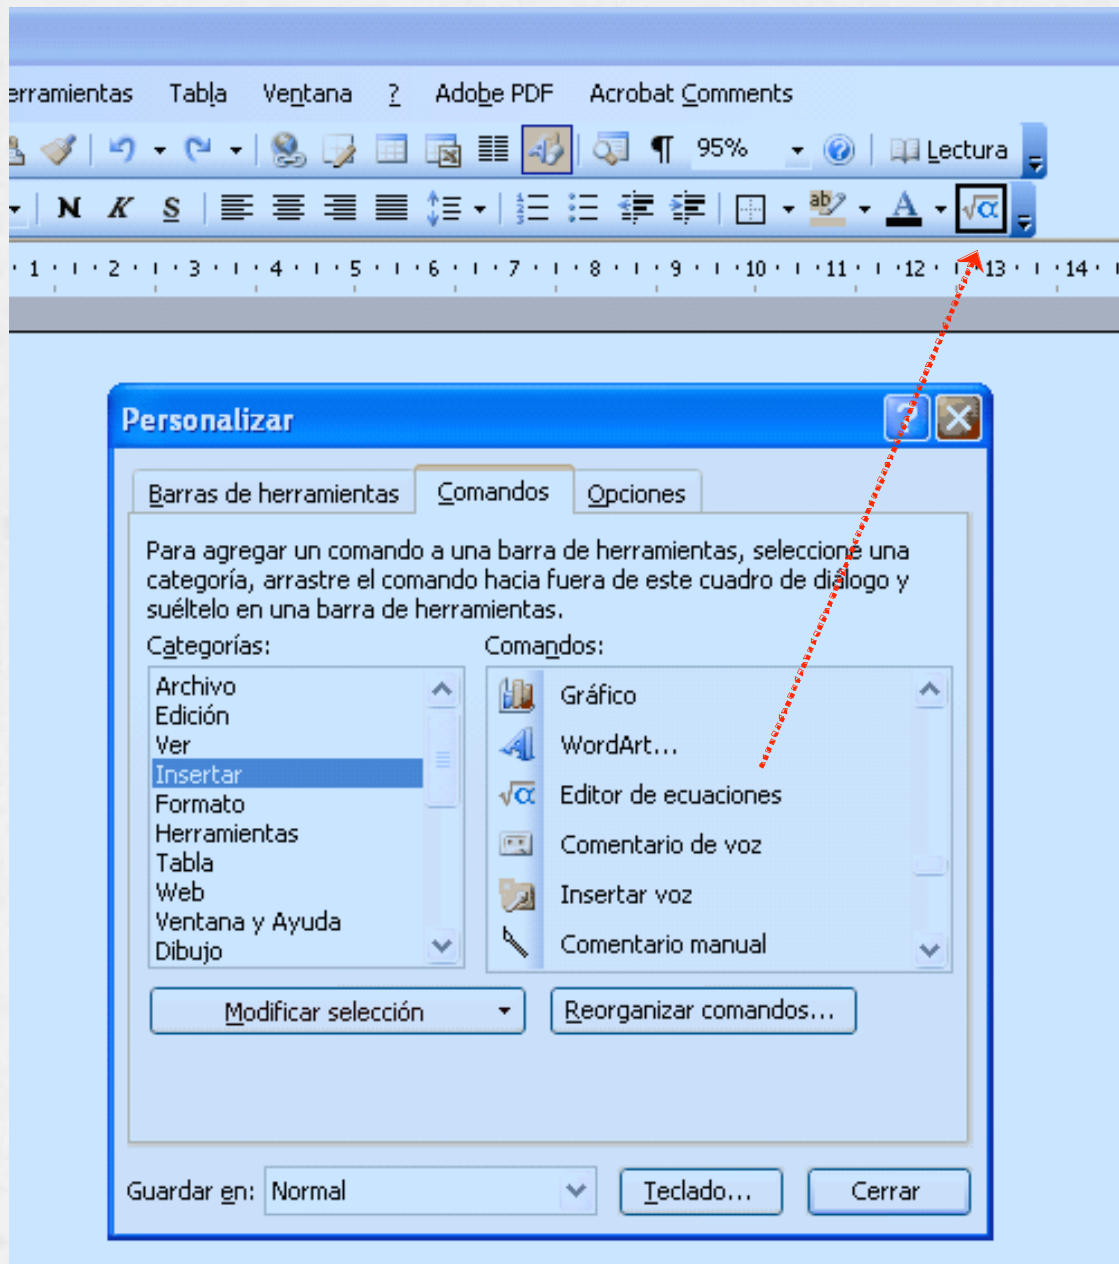 erramientas Tabla Ventana ? Adobe PDF Acrobat Comments
95% Lectura
N K S A √α
1 2 3 4 5 6 7 8 9 10 11 12 13 14
Personalizar
Barras de herramientas Comandos Opciones
Para agregar un comando a una barra de herramientas, seleccione una
categoría, arrastre el comando hacia fuera de este cuadro de diálogo y
suéltelo en una barra de herramientas.
Categorías: Comandos:
Archivo
Edición
Ver
Insertar
Formato
Herramientas
Tabla
Web
Ventana y Ayuda
Dibujo
Gráfico
WordArt...
Editor de ecuaciones
Comentario de voz
Insertar voz
Comentario manual
Modificar selección Reorganizar comandos...
Guardar en: Normal Teclado... Cerrar